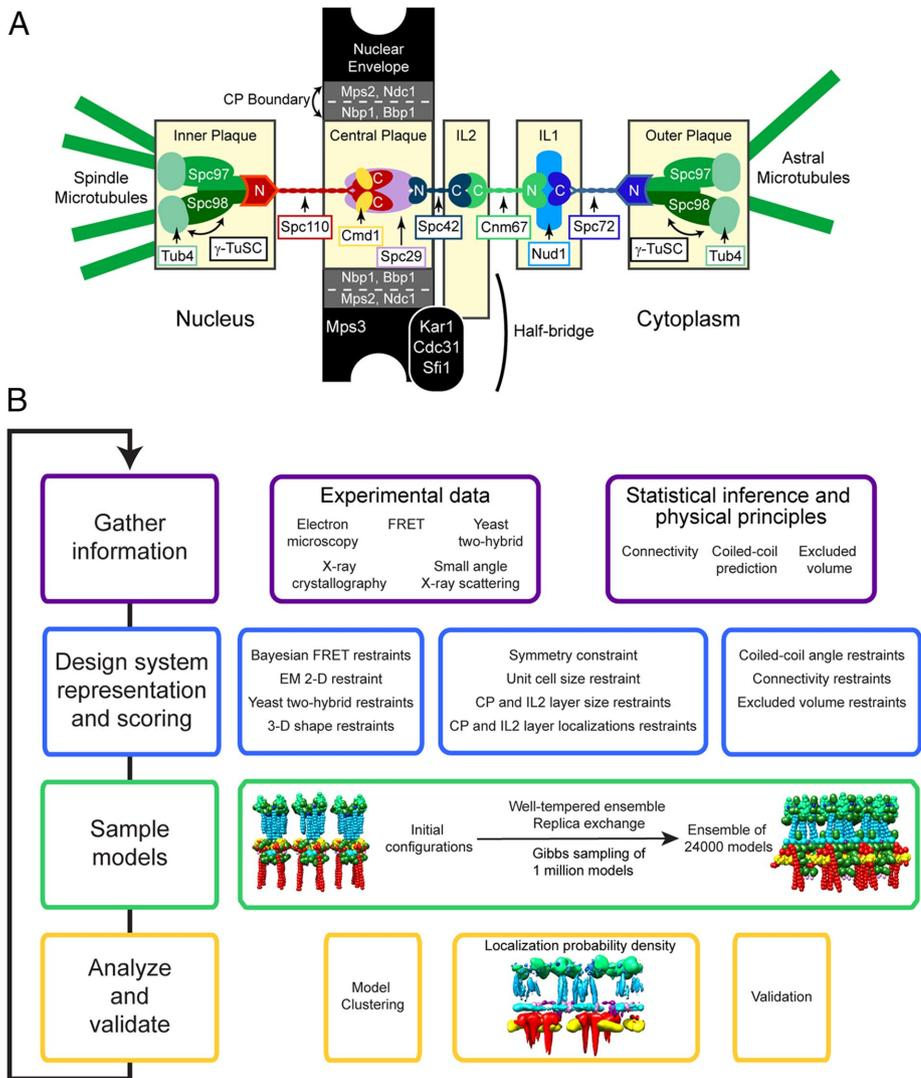 A
Nuclear
Envelope
CP Boundary
Mps2, Ndc1
Nbp1, Bbp1
Inner Plaque
Central Plaque
IL2
IL1
Outer Plaque
Spindle
Microtubules
Spc97
Spc98
N
C
C
N
C
C
N
C
N
Spc97
Spc98
Astral
Microtubules
Tub4
γ-TuSC
Spc110
Cmd1
Spc29
Spc42
Cnm67
Nud1
Spc72
γ-TuSC
Tub4
Nbp1, Bbp1
Mps2, Ndc1
Nucleus
Mps3
Kar1
Cdc31
Sfi1
Half-bridge
Cytoplasm
B
Gather
information
Experimental data
Electron
microscopy
FRET
Yeast
two-hybrid
X-ray
crystallography
Small angle
X-ray scattering
Statistical inference and
physical principles
Connectivity
Coiled-coil
prediction
Excluded
volume
Design system
representation
and scoring
Bayesian FRET restraints
EM 2-D restraint
Yeast two-hybrid restraints
3-D shape restraints
Symmetry constraint
Unit cell size restraint
CP and IL2 layer size restraints
CP and IL2 layer localizations restraints
Coiled-coil angle restraints
Connectivity restraints
Excluded volume restraints
Sample
models
Initial
configurations
Well-tempered ensemble
Replica exchange
Gibbs sampling of
1 million models
Ensemble of
24000 models
Analyze
and
validate
Model
Clustering
Localization probability density
Validation